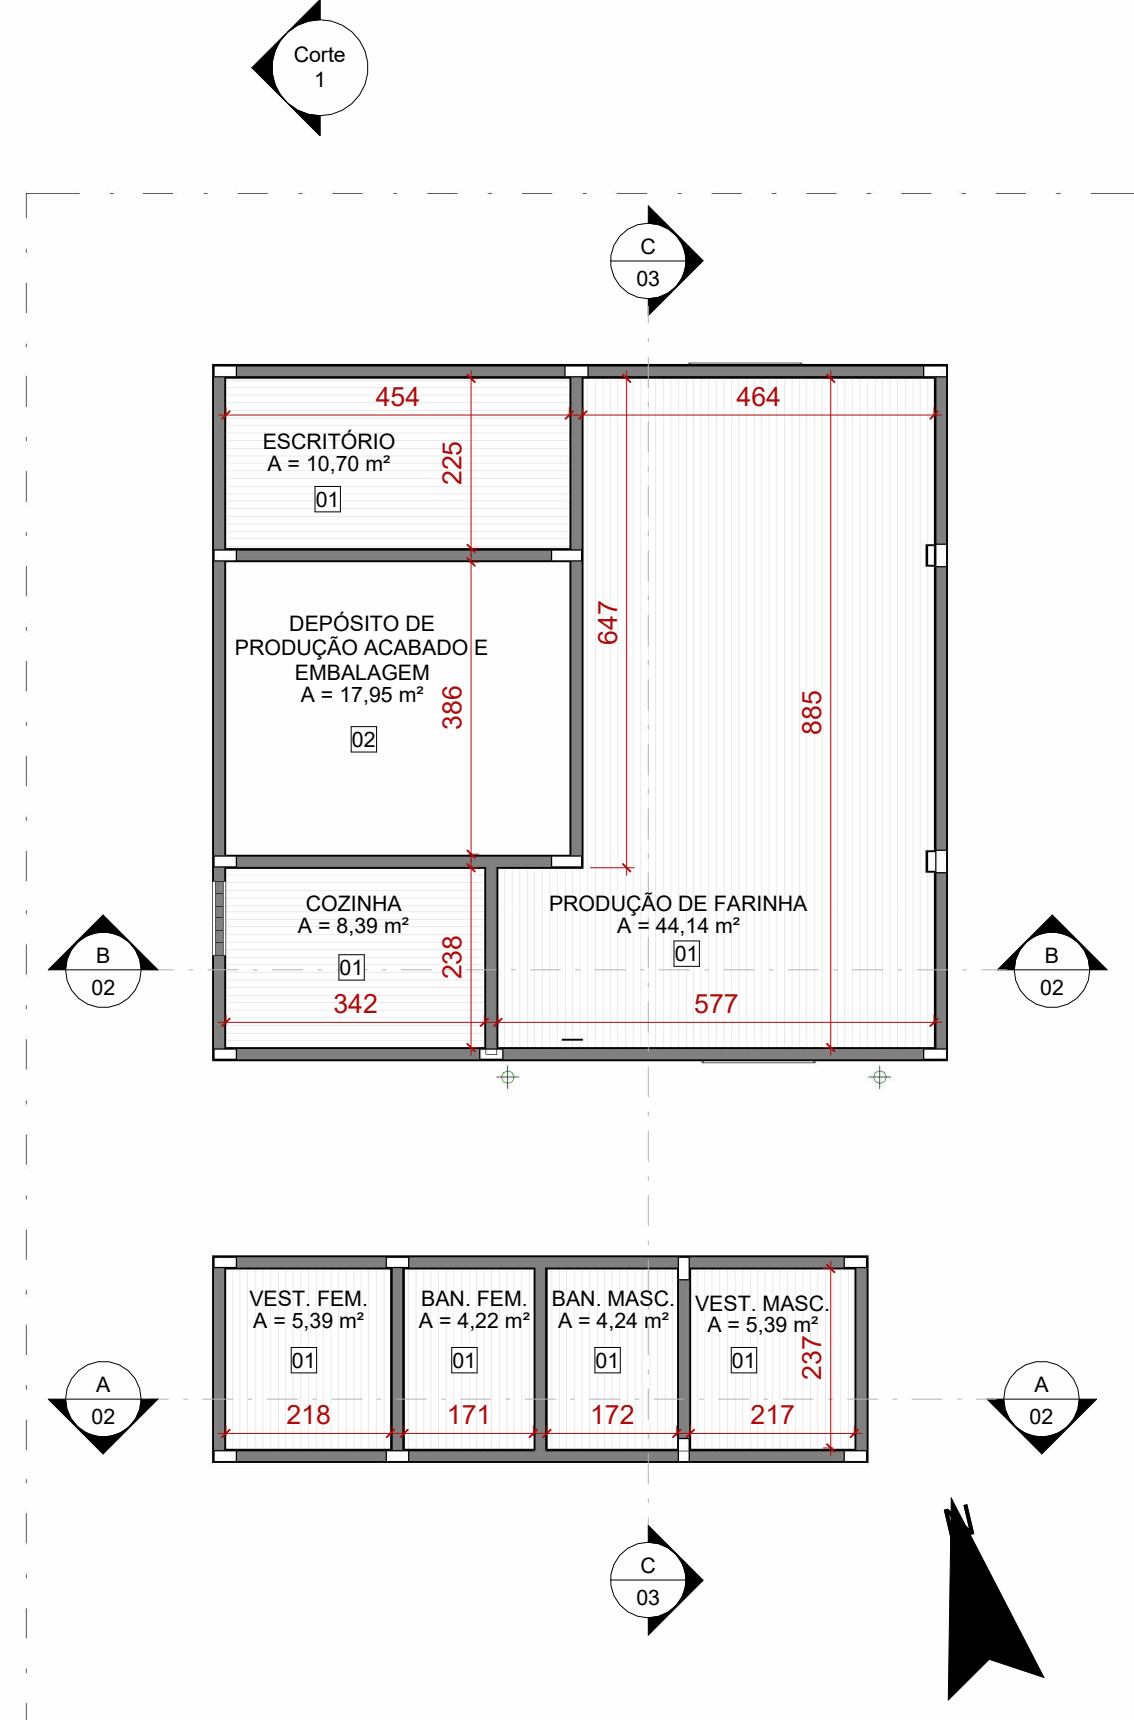 Corte
1
C
03
454
464
ESCRITÓRIO
A = 10,70 m²
225
01
DEPÓSITO DE
PRODUÇÃO ACABADO E
EMBALAGEM
A = 17,95 m²
386
02
647
885
COZINHA
A = 8,39 m²
238
01
342
PRODUÇÃO DE FARINHA
A = 44,14 m²
01
577
B
02
B
02
VEST. FEM.
A = 5,39 m²
01
218
BAN. FEM.
A = 4,22 m²
01
171
BAN. MASC.
A = 4,24 m²
01
172
VEST. MASC.
A = 5,39 m²
01
237
217
A
02
A
02
C
03
N